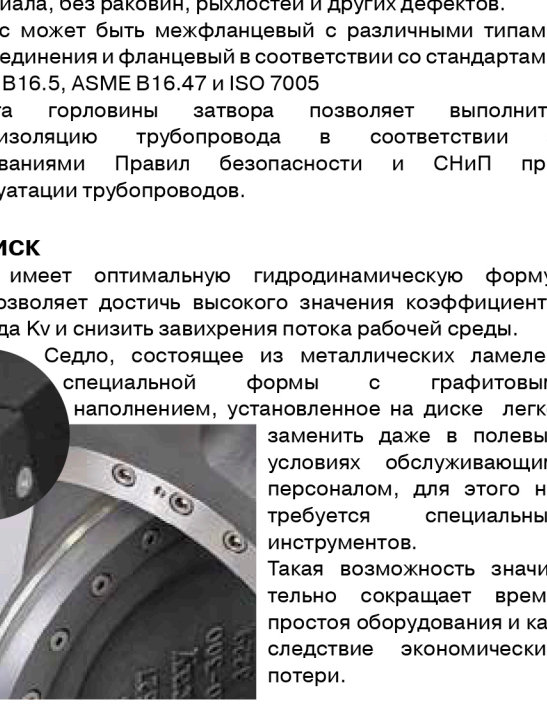 иала, без раковин, рыхлостей и других дефектов.
с может быть межфланцевый с различными типам
единения и фланцевый в соответствии со стандартам
B16.5, ASME B16.47 и ISO 7005
та горловины затвора позволяет выполнит
изоляцию трубопровода в соответствии
ваниями Правил безопасности и СНиП пр
уатации трубопроводов.
иск
имеет оптимальную гидродинамическую форму
озволяет достичь высокого значения коэффициент
да Kv и снизить завихрения потока рабочей среды.
Седло, состоящее из металлических ламеле
специальной формы с графитовы
наполнением, установленное на диске легк
заменить даже в полевы
условиях обслуживающи
персоналом, для этого н
требуется специальны
инструментов.
Такая возможность значи
тельно сокращает врем
простоя оборудования и ка
следствие экономически
потери.